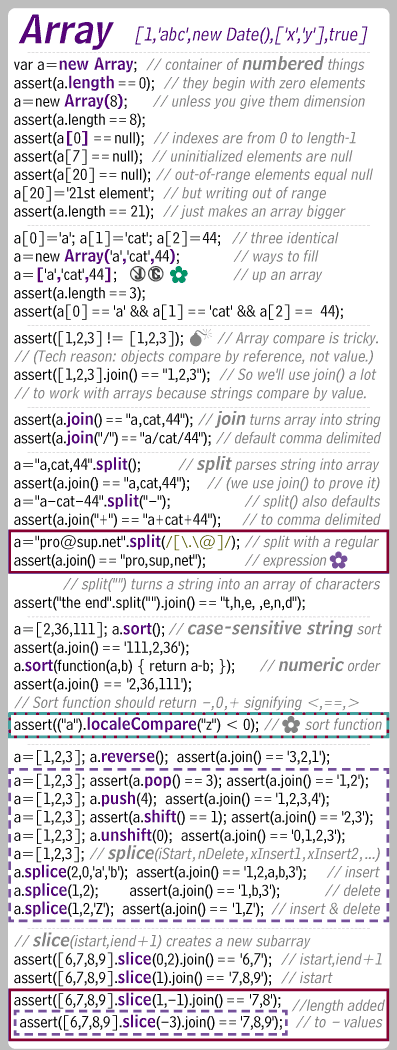 Array [1,'abc',new Date(),['x','y'],true]
var a=new Array; // container of numbered things
assert(a.length==0); // they begin with zero elements
a=new Array(8); // unless you give them dimension
assert(a.length==8);
assert(a[0]==null); // indexes are from 0 to length-1
assert(a[7]==null); // uninitialized elements are null
assert(a[20]==null); // out-of-range elements equal null
a[20]='21st element'; // but writing out of range
assert(a.length==21); // just makes an array bigger
a[0]='a'; a[1]='cat'; a[2]=44; // three identical
a=new Array('a','cat',44); // ways to fill
a=['a','cat',44]; // up an array
assert(a.length==3);
assert(a[0]=='a' && a[1]=='cat' && a[2]== 44);
assert([1,2,3] != [1,2,3]); // Array compare is tricky.
// (Tech reason: objects compare by reference, not value.)
assert([1,2,3].join()=="1,2,3"); // So we'll use join() a lot
// to work with arrays because strings compare by value.
assert(a.join()=="a,cat,44"); // join turns array into string
assert(a.join("/")=="a/cat/44"); // default comma delimited
a="a,cat,44".split(); // split parses string into array
assert(a.join()=="a,cat,44"); // (we use join() to prove it)
a="a-cat-44".split("-"); // split() also defaults
assert(a.join("+")=="a+cat+44"); // to comma delimited
a="pro@sup.net".split(/[\.\@]/); // split with a regular
assert(a.join()=="pro,sup,net"); // expression
// split("") turns a string into an array of characters
assert("the end".split("").join()=="t,h,e, ,e,n,d");
a=[2,36,111]; a.sort(); // case-sensitive string sort
assert(a.join()=='111,2,36');
a.sort(function(a,b) { return a-b; }); // numeric order
assert(a.join()=='2,36,111');
// Sort function should return -,0,+ signifying <,==,>
assert(("a").localeCompare("z") < 0); // sort function
a=[1,2,3]; a.reverse(); assert(a.join()=='3,2,1');
a=[1,2,3]; assert(a.pop()==3); assert(a.join()=='1,2');
a=[1,2,3]; a.push(4); assert(a.join()=='1,2,3,4');
a=[1,2,3]; assert(a.shift()==1); assert(a.join()=='2,3');
a=[1,2,3]; a.unshift(0); assert(a.join()=='0,1,2,3');
a=[1,2,3]; // splice(iStart,nDelete,xInsert1,xInsert2,...)
a.splice(2,0,'a','b'); assert(a.join()=='1,2,a,b,3'); // insert
a.splice(1,2); assert(a.join()=='1,b,3'); // delete
a.splice(1,2,'Z'); assert(a.join()=='1,Z'); // insert & delete
// slice(istart,iend+1) creates a new subarray
assert([6,7,8,9].slice(0,2).join()=='6,7'); // istart,iend+1
assert([6,7,8,9].slice(1).join()=='7,8,9'); // istart
assert([6,7,8,9].slice(1,-1).join()=='7,8'); //length added
assert([6,7,8,9].slice(-3).join()=='7,8,9'); // to - values